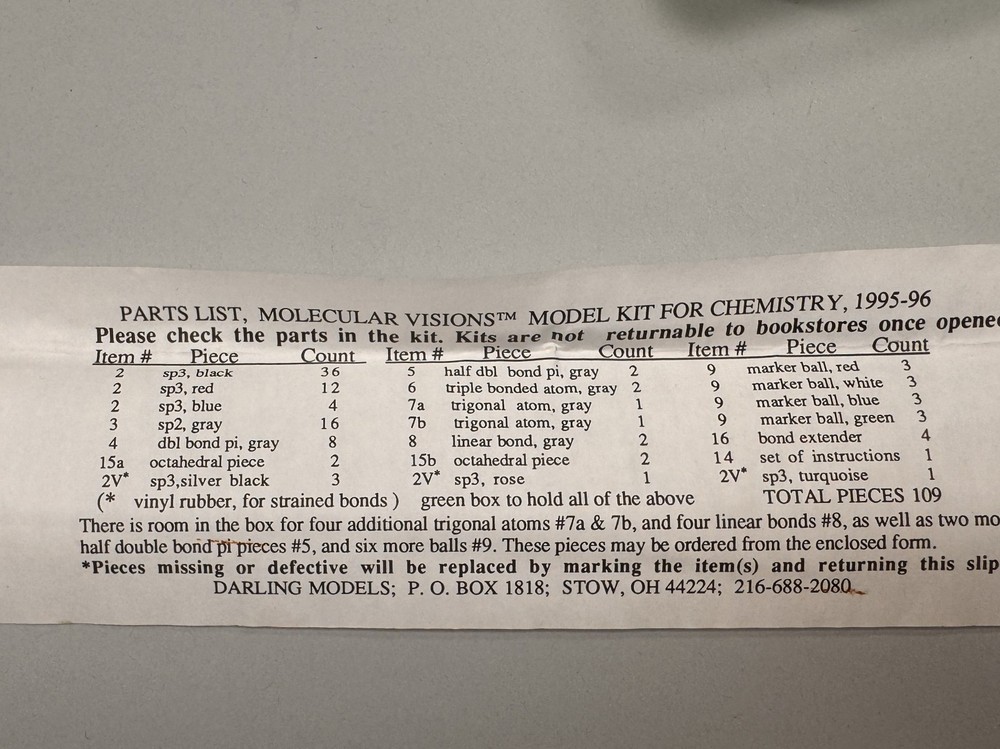 PARTS LIST, MOLECULAR VISIONS™ MODEL KIT FOR CHEMISTRY, 1995-96
Please check the parts in the kit. Kits are not returnable to bookstores once opene
Item # Piece Count Item # Piece Count Item # Piece Count
2 sp3, black 36 5 half dbl bond pi, gray 2 9 marker ball, red 3
2 sp3, red 12 6 triple bonded atom, gray 2 9 marker ball, white 3
2 sp3, blue 4 7a trigonal atom, gray 1 9 marker ball, blue 3
3 sp2, gray 16 7b trigonal atom, gray 1 9 marker ball, green 3
4 dbl bond pi, gray 8 8 linear bond, gray 2 16 bond extender 4
15a octahedral piece 2 15b octahedral piece 2 14 set of instructions 1
2V* sp3,silver black 3 2V* sp3, rose 1 2V* sp3, turquoise 1
(* vinyl rubber, for strained bonds ) green box to hold all of the above TOTAL PIECES 109
There is room in the box for four additional trigonal atoms #7a & 7b, and four linear bonds #8, as well as two mo
half double bond pi pieces #5, and six more balls #9. These pieces may be ordered from the enclosed form.
*Pieces missing or defective will be replaced by marking the item(s) and returning this slip
DARLING MODELS; P. O. BOX 1818; STOW, OH 44224; 216-688-2080